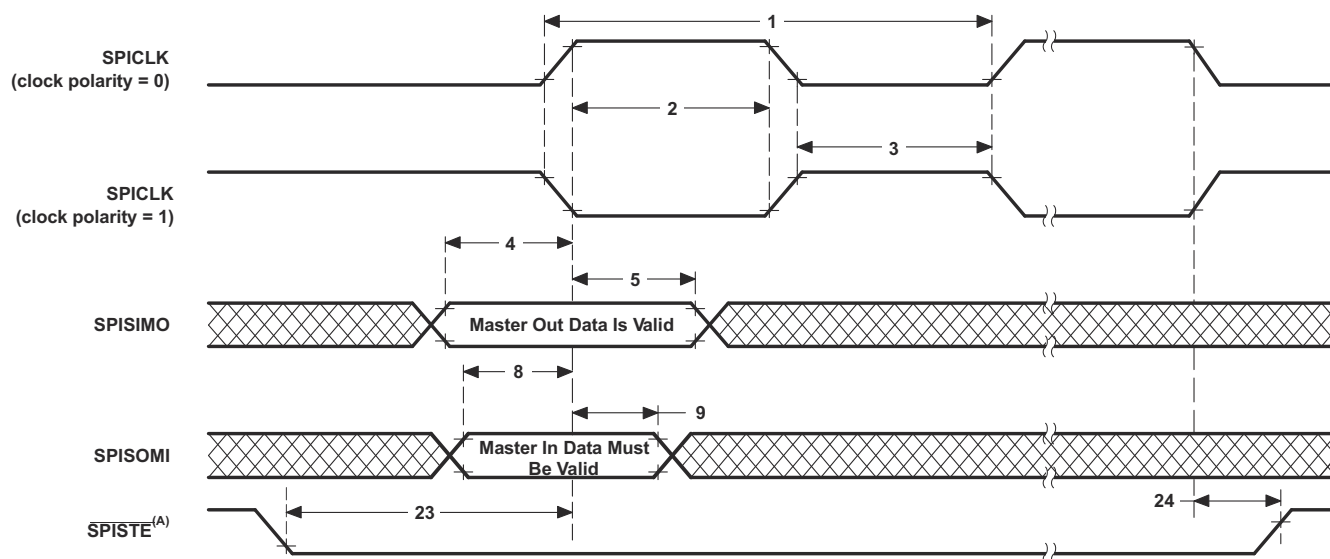 1
SPICLK
(clock polarity = 0)
2
3
SPICLK
(clock polarity = 1)
4
5
SPISIMO
Master Out Data Is Valid
8
9
SPISOMI
Master In Data Must
Be Valid
23
24
SPISTE(A)